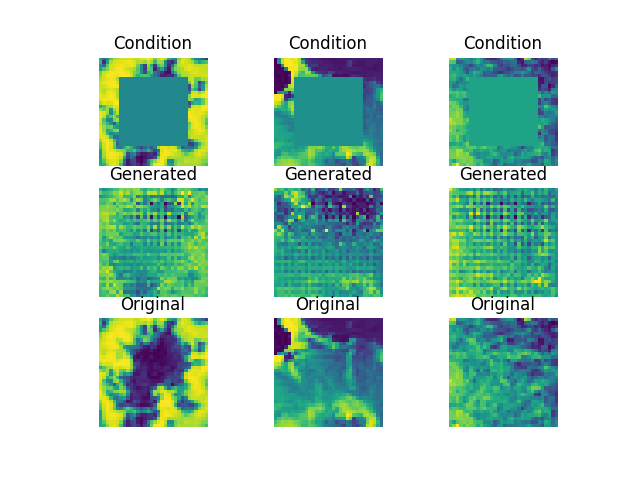 Condition Condition Condition
Generated Generated Generated
Original Original Original